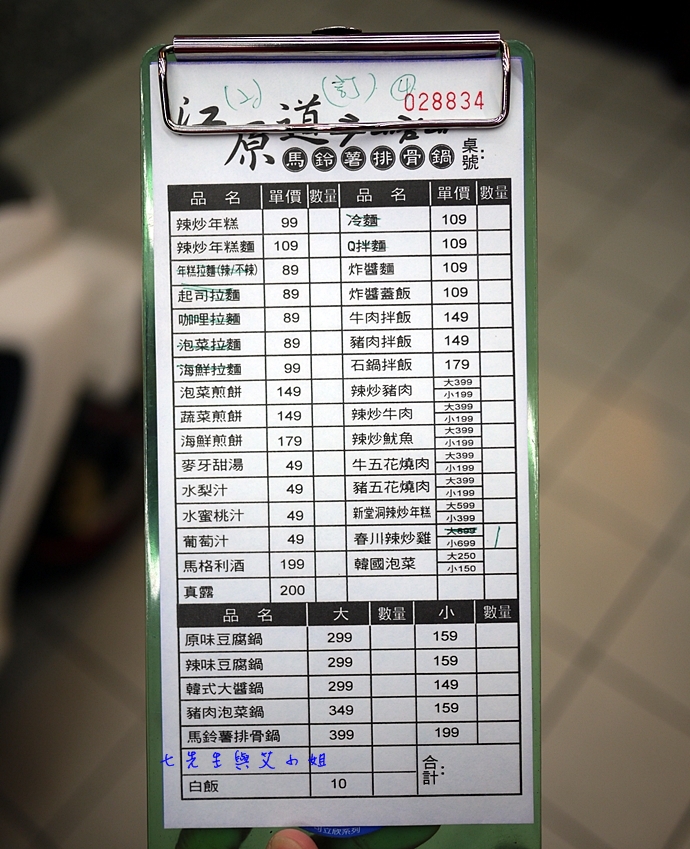 (2) (訂) ④
028834
江原道
馬鈴薯排骨鍋 桌號:
品 名 單價 數量 品 名 單價 數量
辣炒年糕 99 冷麵 109
辣炒年糕麵 109 Q拌麵 109
年糕拉麵(辣/不辣) 89 炸醬麵 109
起司拉麵 89 炸醬蓋飯 109
咖哩拉麵 89 牛肉拌飯 149
泡菜拉麵 89 豬肉拌飯 149
海鮮拉麵 99 石鍋拌飯 179
泡菜煎餅 149 辣炒豬肉 大399 小199
蔬菜煎餅 149 辣炒牛肉 大399 小199
海鮮煎餅 179 辣炒魷魚 大399 小199
麥牙甜湯 49 牛五花燒肉 大399 小199
水梨汁 49 豬五花燒肉 大399 小199
水蜜桃汁 49 新堂洞辣炒年糕 大599 小399
葡萄汁 49 春川辣炒雞 大899 小699 1
馬格利酒 199 韓國泡菜 大250 小150
真露 200
品 名 大 數量 小 數量
原味豆腐鍋 299 159
辣味豆腐鍋 299 159
韓式大醬鍋 299 149
豬肉泡菜鍋 349 159
馬鈴薯排骨鍋 399 199
七先生與艾小姐 合計:
白飯 10